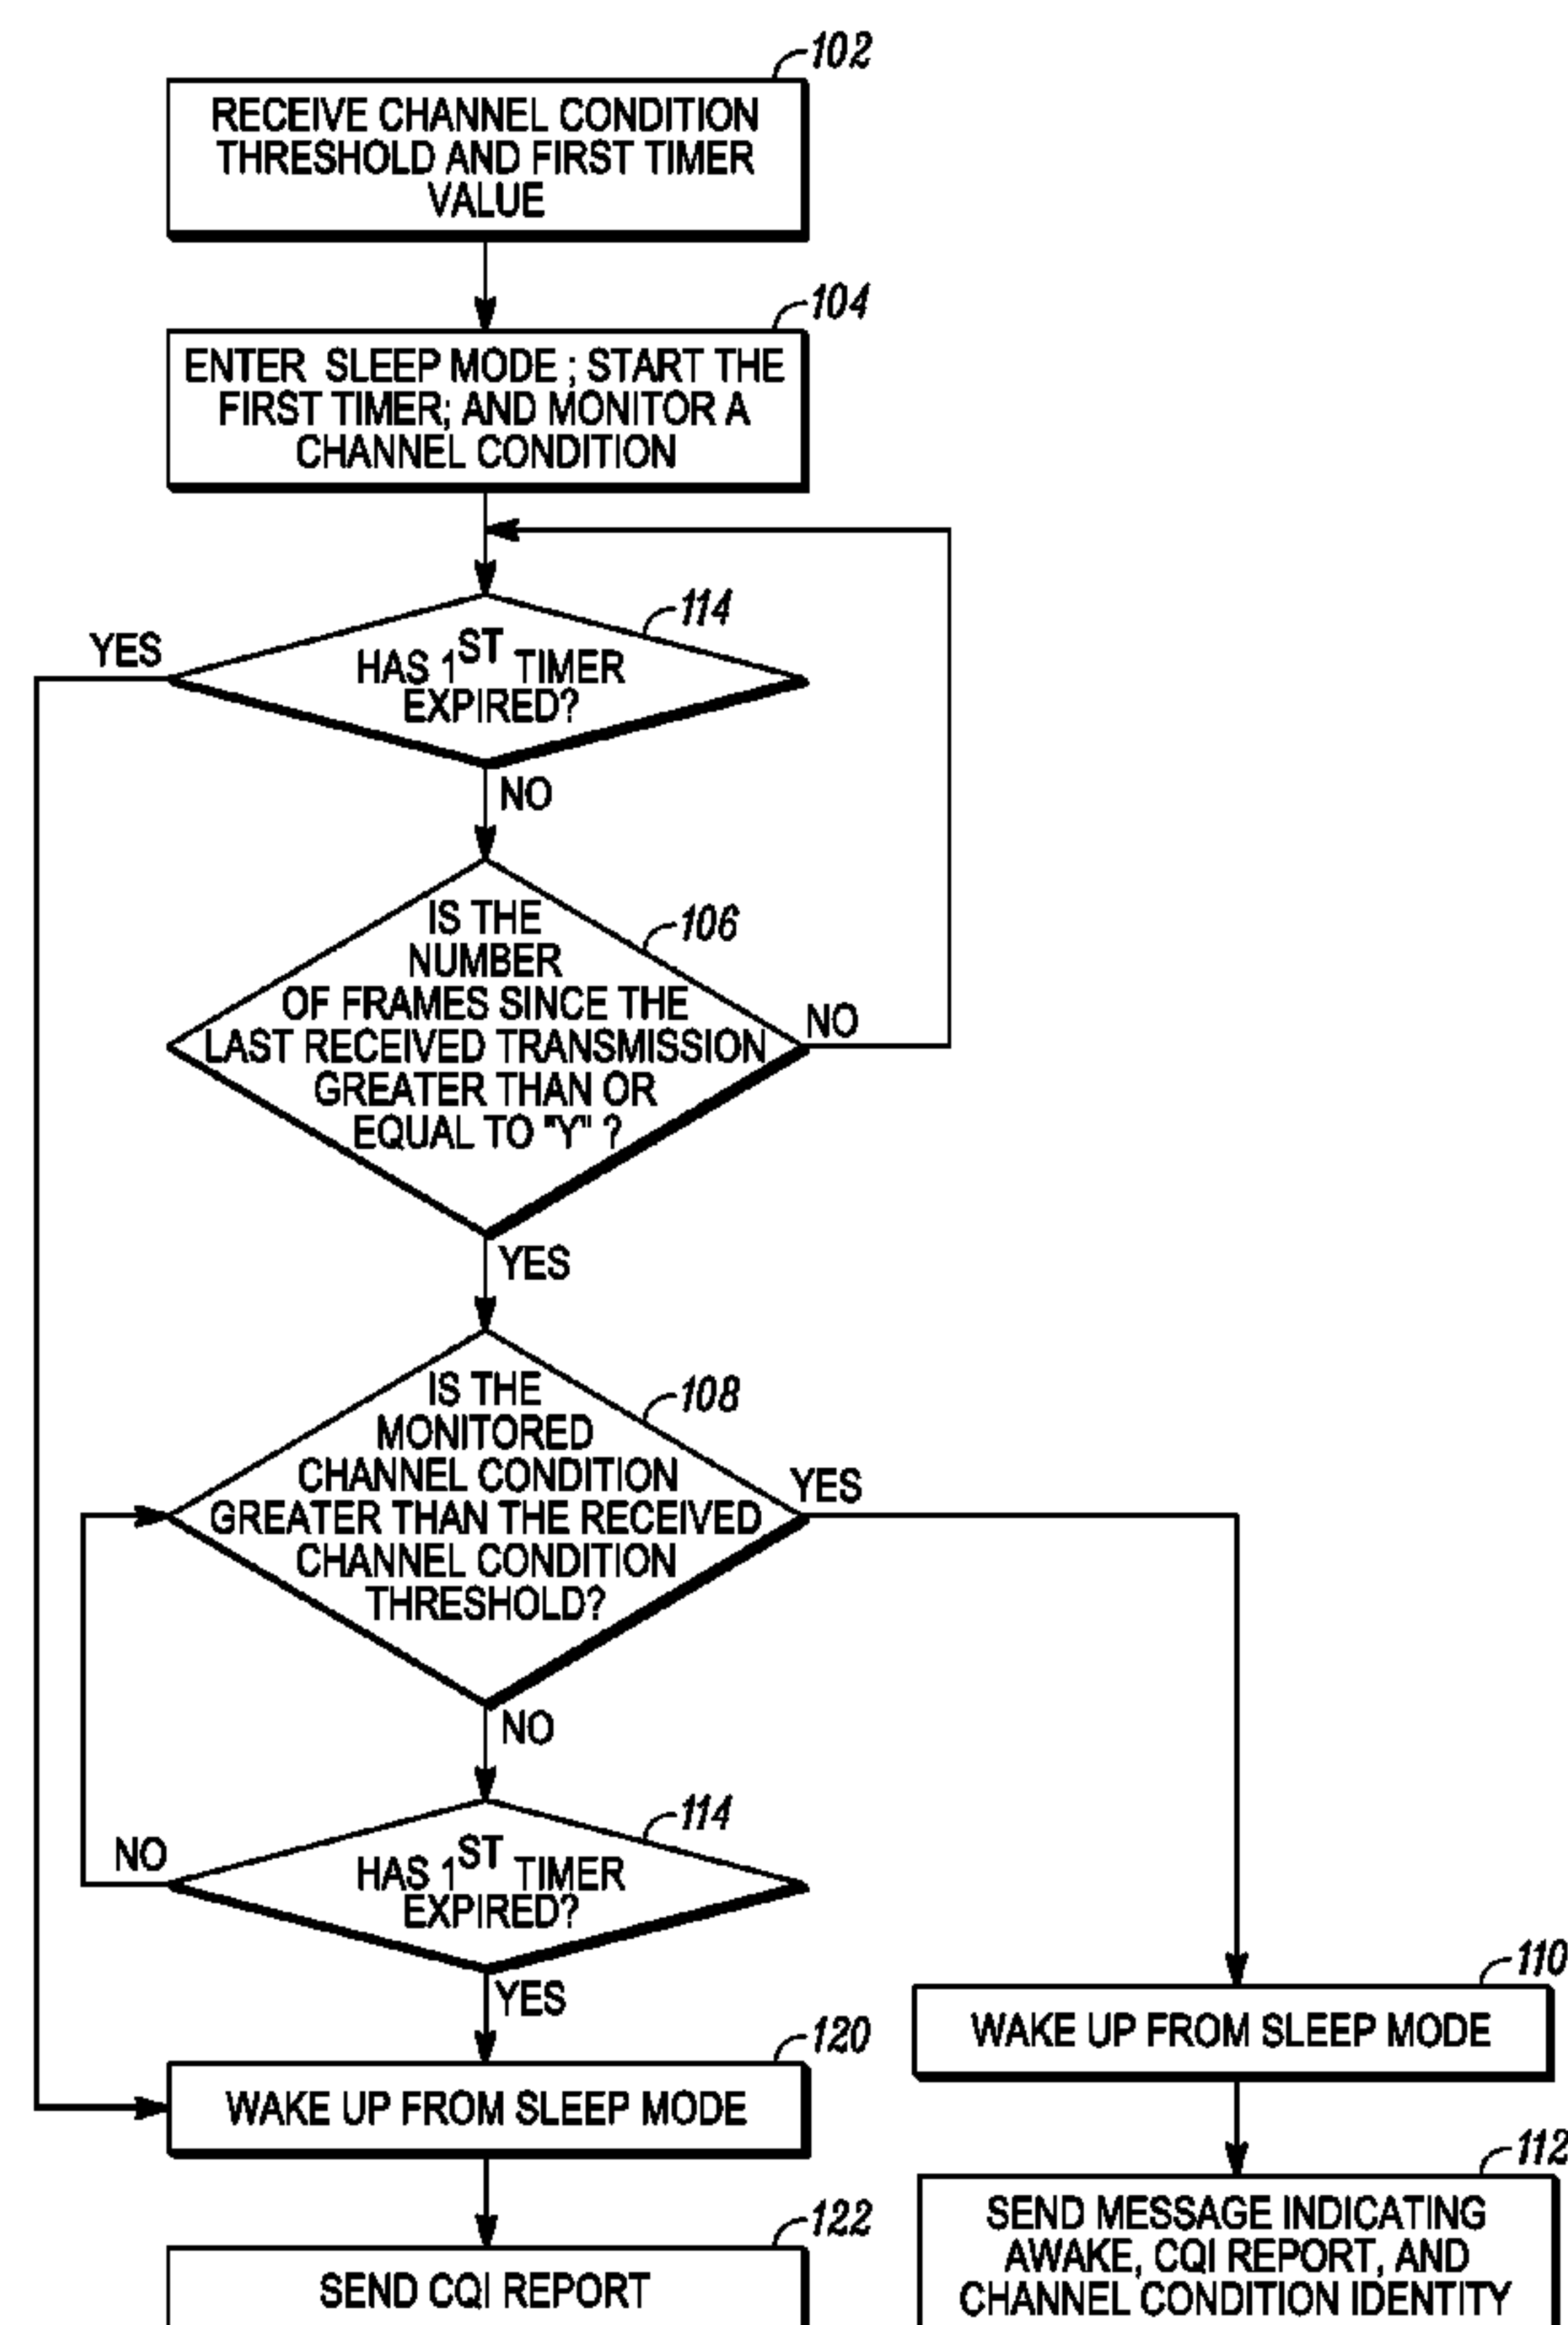 102
RECEIVE CHANNEL CONDITION
THRESHOLD AND FIRST TIMER
VALUE
104
ENTER SLEEP MODE ; START THE
FIRST TIMER; AND MONITOR A
CHANNEL CONDITION
114
YES
HAS 1ST TIMER
EXPIRED?
NO
106
IS THE
NUMBER
OF FRAMES SINCE THE
LAST RECEIVED TRANSMISSION
GREATER THAN OR
EQUAL TO "Y" ?
NO
YES
108
IS THE
MONITORED
CHANNEL CONDITION
GREATER THAN THE RECEIVED
CHANNEL CONDITION
THRESHOLD?
YES
NO
114
NO
HAS 1ST TIMER
EXPIRED?
YES
110
WAKE UP FROM SLEEP MODE
120
WAKE UP FROM SLEEP MODE
112
SEND MESSAGE INDICATING
AWAKE, CQI REPORT, AND
CHANNEL CONDITION IDENTITY
122
SEND CQI REPORT